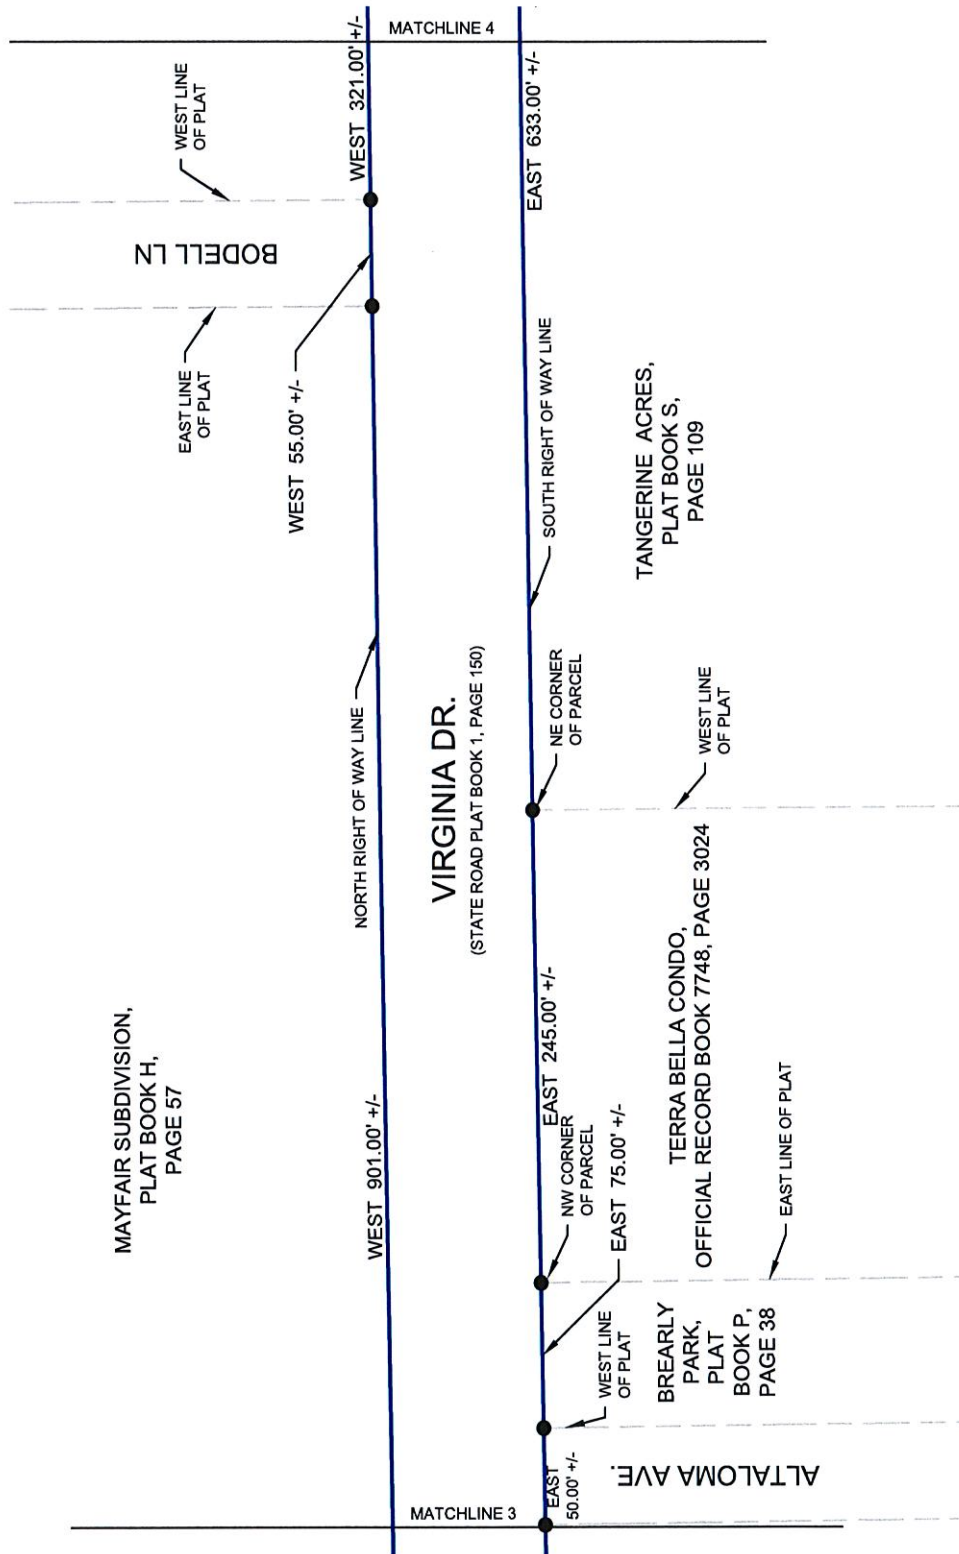 MATCHLINE 4
WEST LINE
OF PLAT
WEST 321.00' +/-
BODELL LN
EAST LINE
OF PLAT
WEST 55.00' +/-
EAST 633.00' +/-
NORTH RIGHT OF WAY LINE
SOUTH RIGHT OF WAY LINE
TANGERINE ACRES,
PLAT BOOK S,
PAGE 109
VIRGINIA DR.
(STATE ROAD PLAT BOOK 1, PAGE 150)
NE CORNER
OF PARCEL
WEST LINE
OF PLAT
MAYFAIR SUBDIVISION,
PLAT BOOK H,
PAGE 57
WEST 901.00' +/-
EAST 245.00' +/-
TERRA BELLA CONDO,
OFFICIAL RECORD BOOK 7748, PAGE 3024
NW CORNER
OF PARCEL
EAST 75.00' +/-
EAST LINE OF PLAT
WEST LINE
OF PLAT
BREARLY
PARK,
PLAT
BOOK P,
PAGE 38
MATCHLINE 3
EAST
50.00' +/-
ALTALOMA AVE.